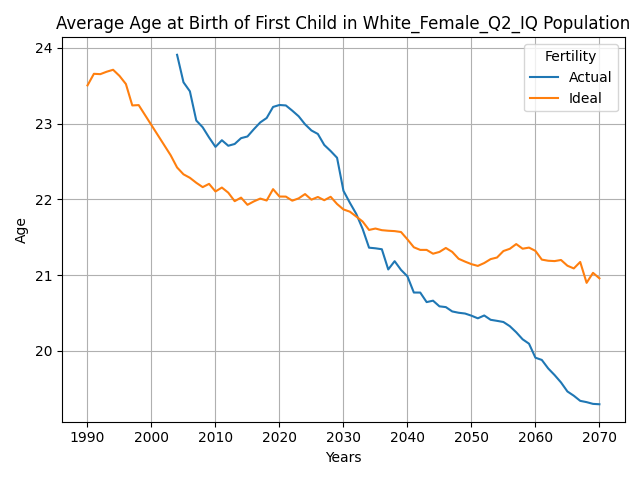 Average Age at Birth of First Child in White_Female_Q2_IQ Population
Fertility
Actual
Ideal
Age
24
23
22
21
20
1990 2000 2010 2020 2030 2040 2050 2060 2070
Years